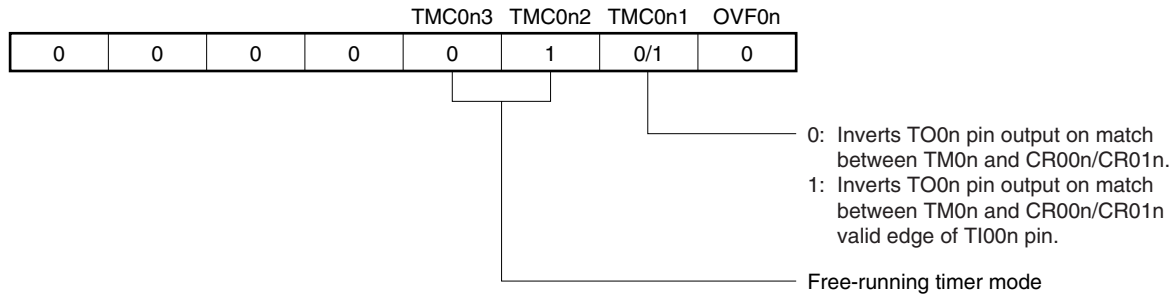 TMC0n3 TMC0n2 TMC0n1 OVF0n
0 0 0 0 0 1 0/1 0
0: Inverts TO0n pin output on match
between TM0n and CR00n/CR01n.
1: Inverts TO0n pin output on match
between TM0n and CR00n/CR01n
valid edge of TI00n pin.
Free-running timer mode